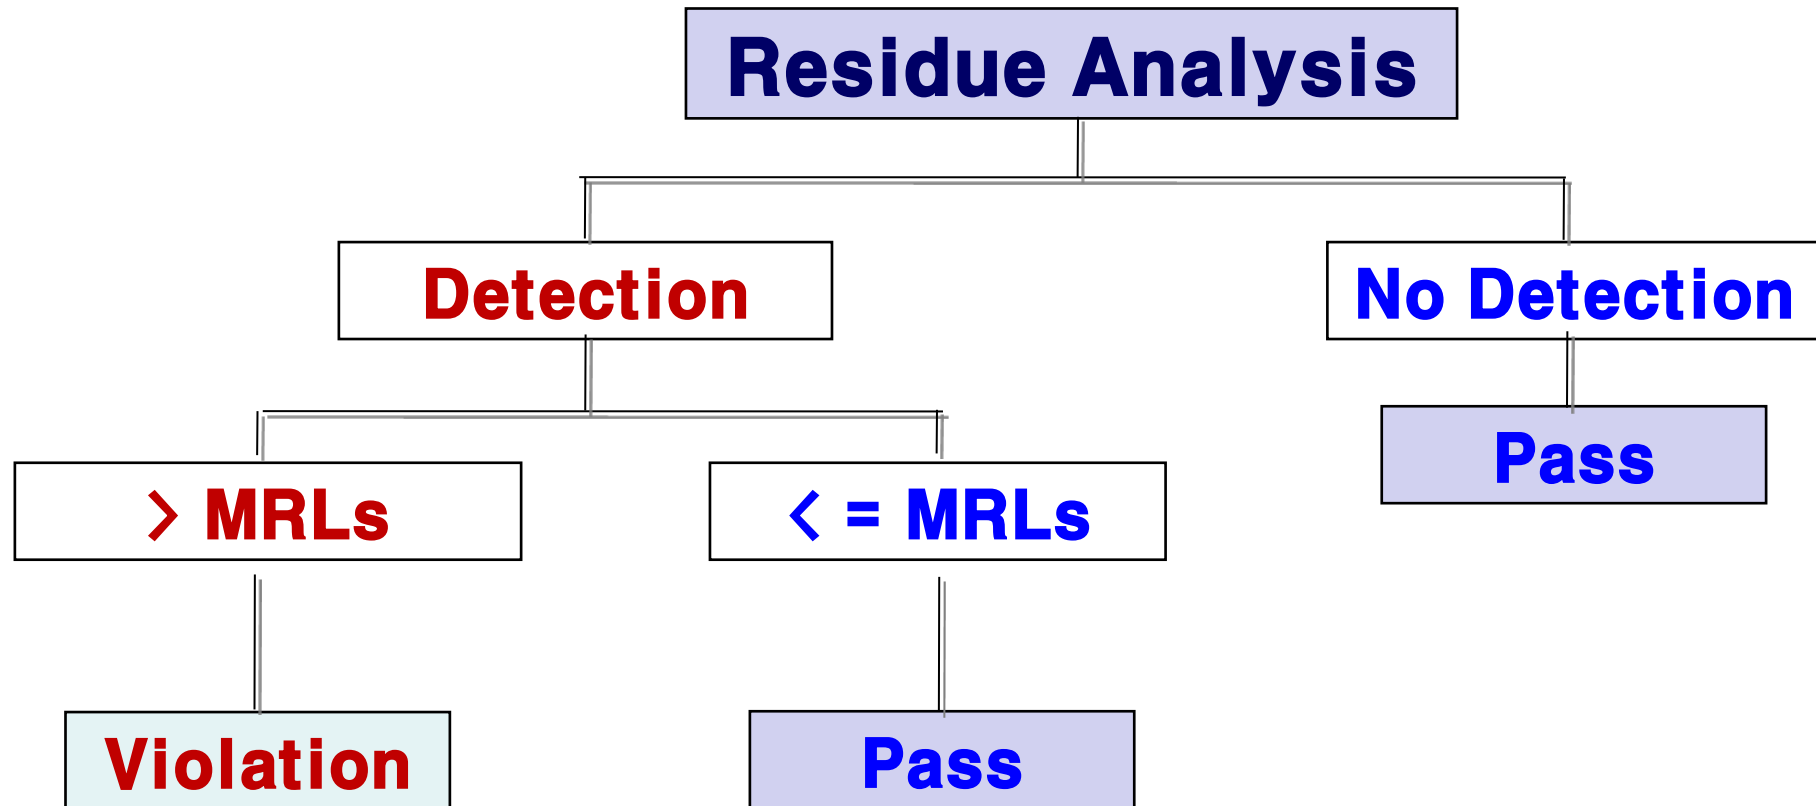 Residue Analysis
Detection
No Detection
Pass
> MRLs
< = MRLs
Violation
Pass